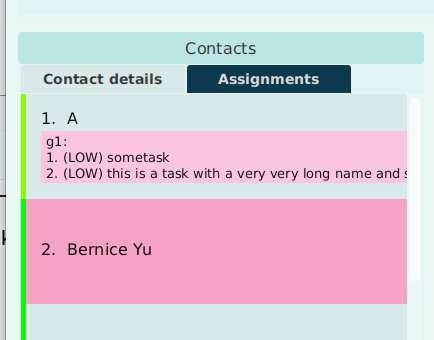 Contacts
Contact details
Assignments
1. A
g1:
1. (LOW) sometask
2. (LOW) this is a task with a very very long name and
2. Bernice Yu